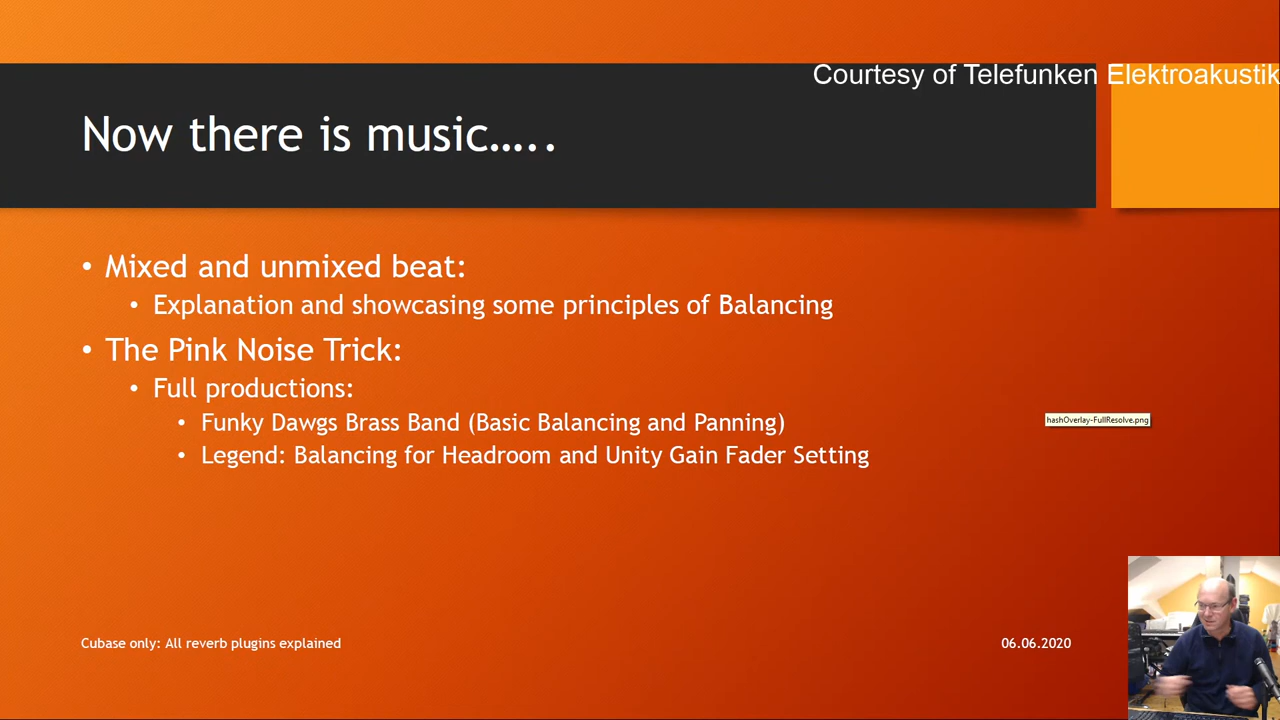 Courtesy of Telefunken Elektroakustik
Now there is music.....
• Mixed and unmixed beat:
• Explanation and showcasing some principles of Balancing
• The Pink Noise Trick:
• Full productions:
• Funky Dawgs Brass Band (Basic Balancing and Panning)
• Legend: Balancing for Headroom and Unity Gain Fader Setting
hashOverlay-FullResolve.png
Cubase only: All reverb plugins explained
06.06.2020